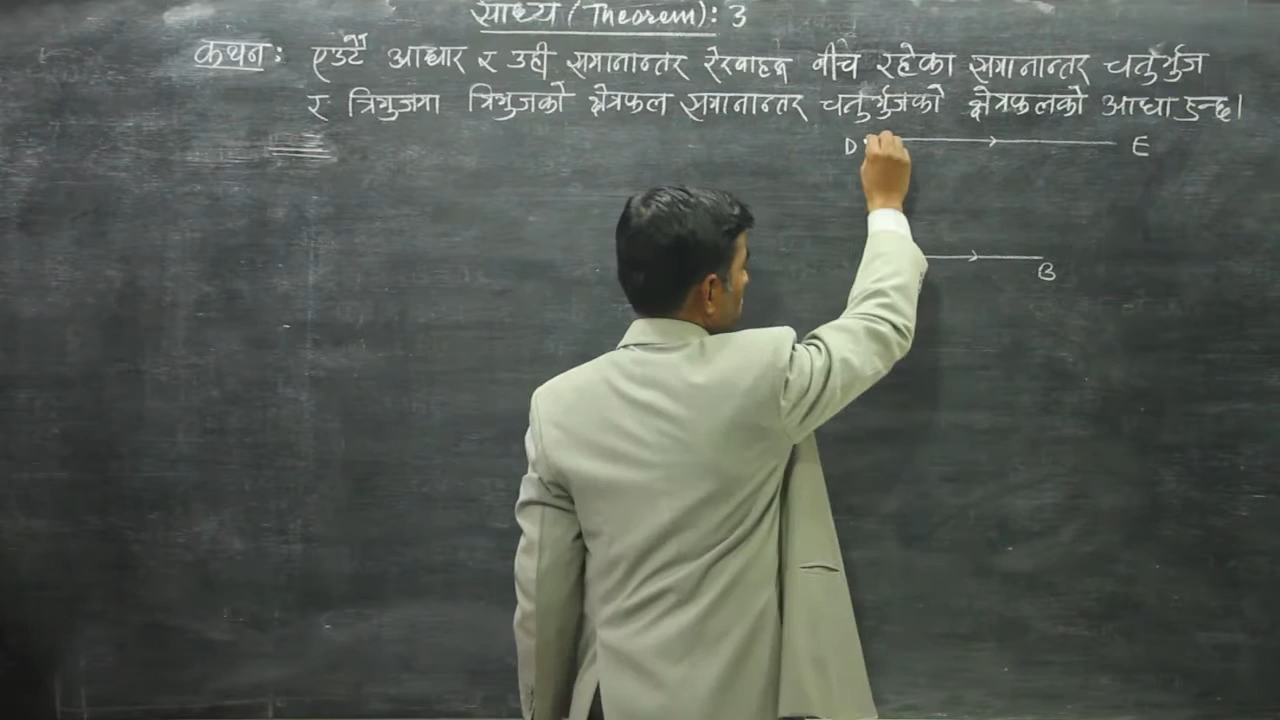 साध्य (Theorem): 3
कथन: एउटै आधार र उही समानान्तर रेखाहरू बीच रहेका समानान्तर चतुर्भुज
र त्रिभुजमा त्रिभुजको क्षेत्रफल समानान्तर चतुर्भुजको क्षेत्रफलको आधा हुन्छ।
D E
B